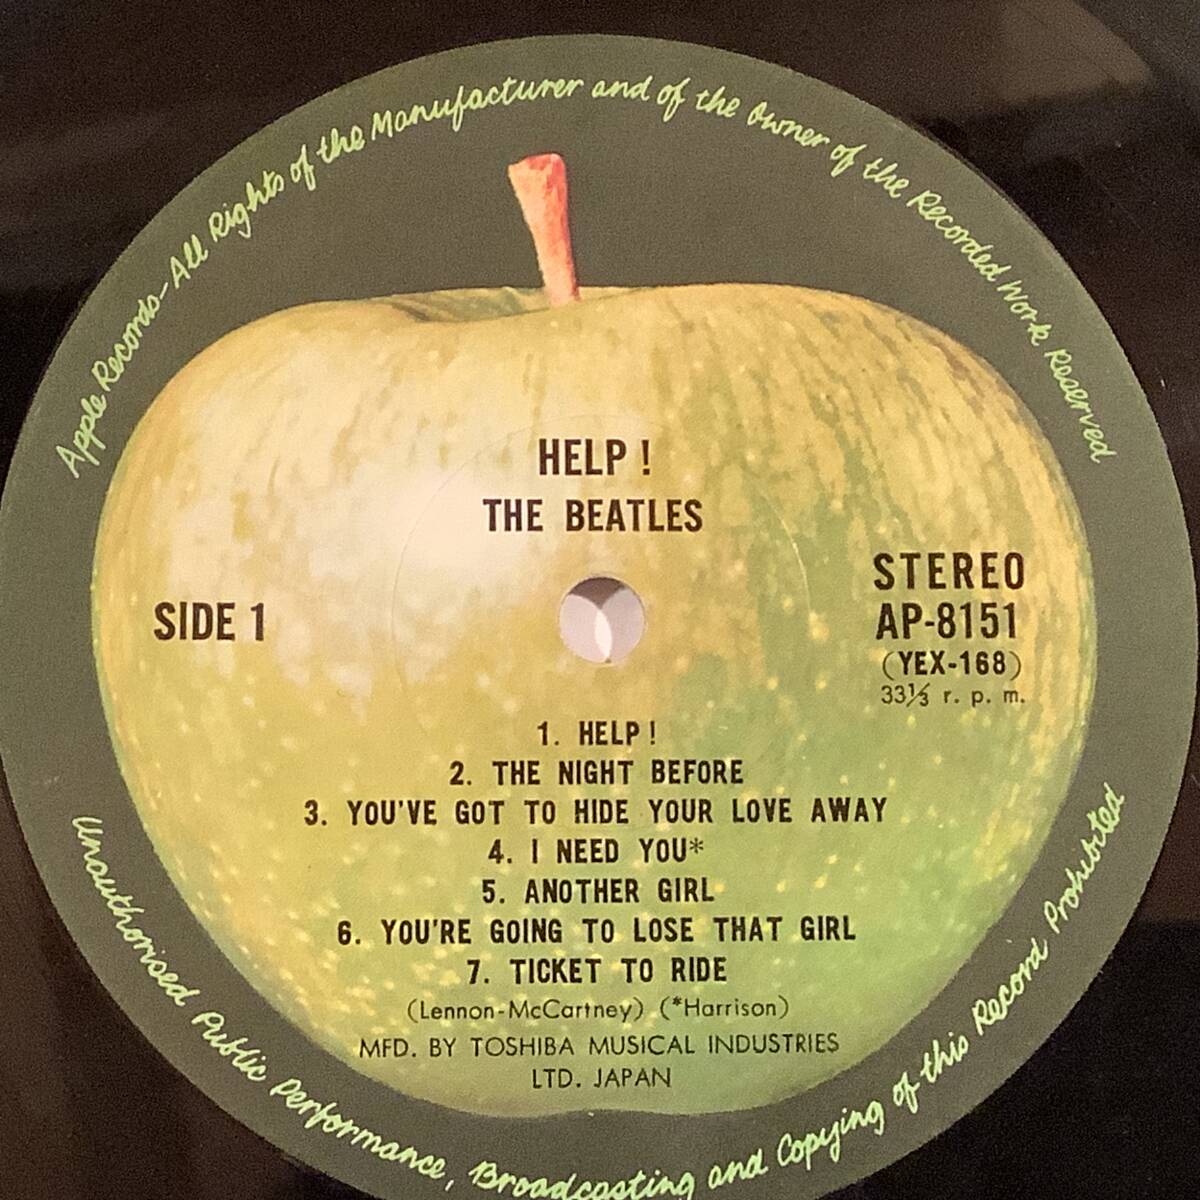 Apple Records-All Rights of the Manufacturer and of the Owner of the Recorded Work Reserved
HELP !
THE BEATLES
SIDE 1
STEREO
AP-8151
(YEX-168)
33⅓ r. p. m.
1. HELP !
2. THE NIGHT BEFORE
3. YOU'VE GOT TO HIDE YOUR LOVE AWAY
4. I NEED YOU*
5. ANOTHER GIRL
6. YOU'RE GOING TO LOSE THAT GIRL
7. TICKET TO RIDE
(Lennon-McCartney) (*Harrison)
MFD. BY TOSHIBA MUSICAL INDUSTRIES
LTD. JAPAN
Unauthorised Public Performance, Broadcasting and Copying of this Record Prohibited